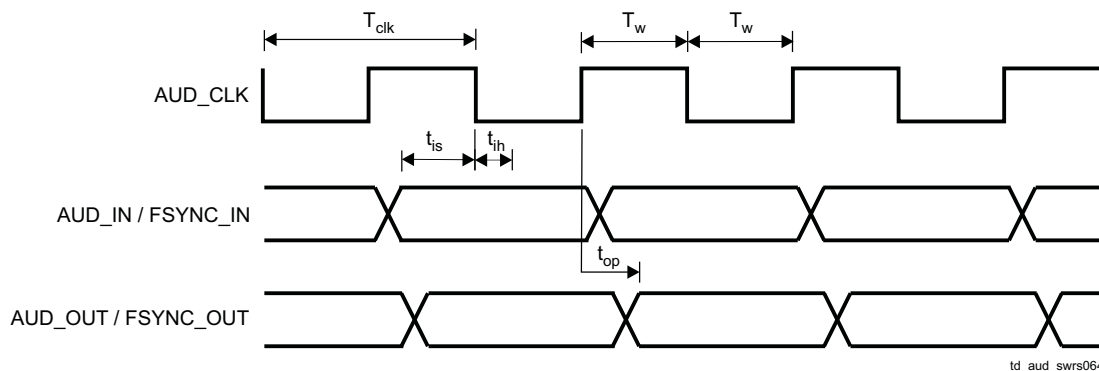 T_clk
T_w
T_w
AUD_CLK
t_is
t_ih
AUD_IN / FSYNC_IN
t_op
AUD_OUT / FSYNC_OUT
td_aud_swrs064